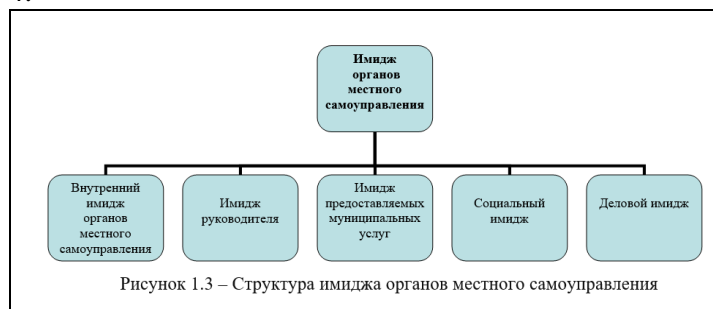 Имидж
органов
местного
самоуправления
Внутренний
имидж
органов
местного
самоуправления
Имидж
руководителя
Имидж
предоставляемых
муниципальных
услуг
Социальный
имидж
Деловой имидж
Рисунок 1.3 – Структура имиджа органов местного самоуправления